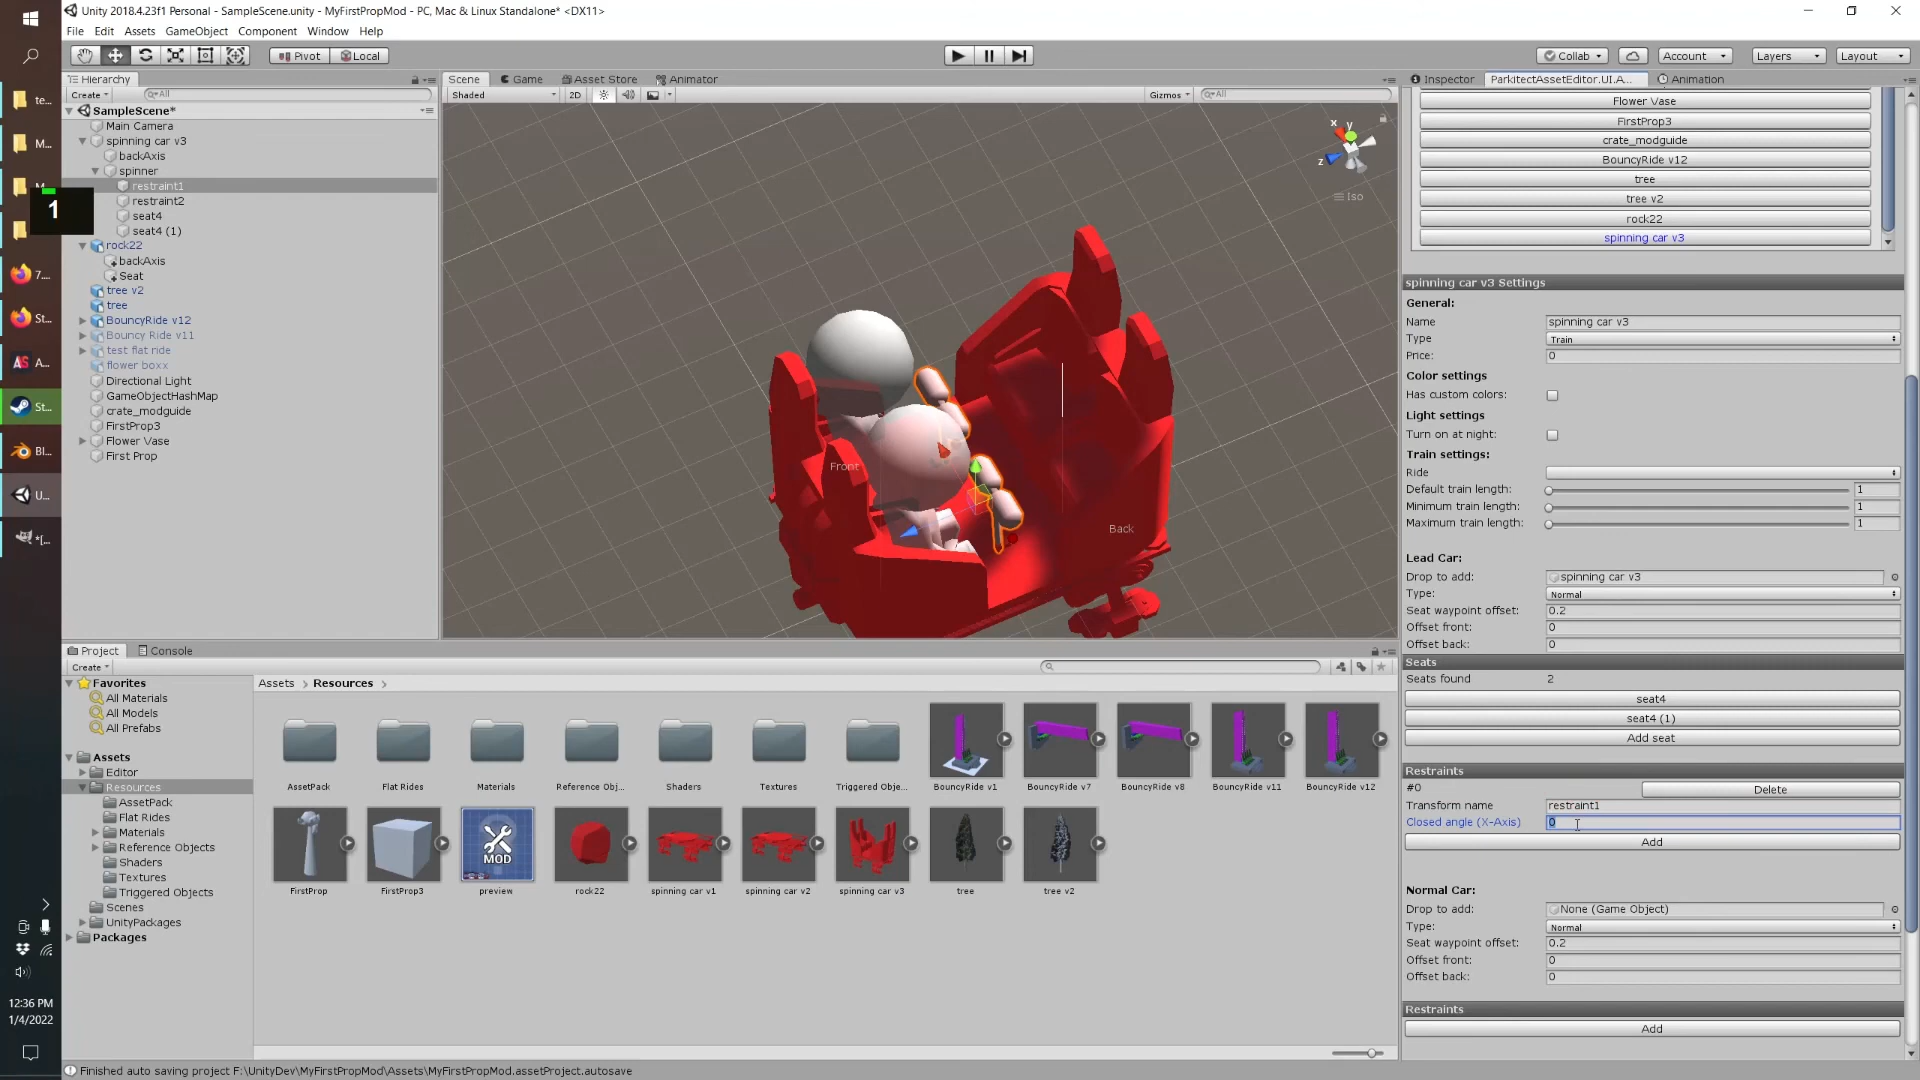 Unity 2018.4.23f1 Personal - SampleScene.unity - MyFirstPropMod - PC, Mac & Linux Standalone* <DX11>
File Edit Assets GameObject Component Window Help
Pivot Local
Collab Account Layers Layout
Hierarchy
Create All
SampleScene*
Main Camera
spinning car v3
backAxis
spinner
restraint1
restraint2
seat4
seat4 (1)
rock22
backAxis
Seat
tree v2
tree
BouncyRide v12
Bouncy Ride v11
test flat ride
flower boxx
Directional Light
GameObjectHashMap
crate_modguide
FirstProp3
Flower Vase
First Prop
te...
M...
1
7....
St...
A...
St...
Bl...
U...
*[...
12:36 PM
1/4/2022
Scene Game Asset Store Animator
Shaded 2D Gizmos All
x y z
Iso
Front
Back
Inspector ParkitectAssetEditor.UI.A... Animation
Flower Vase
FirstProp3
crate_modguide
BouncyRide v12
tree
tree v2
rock22
spinning car v3
spinning car v3 Settings
General:
Name spinning car v3
Type Train
Price: 0
Color settings
Has custom colors:
Light settings
Turn on at night:
Train settings:
Ride
Default train length: 1
Minimum train length: 1
Maximum train length: 1
Lead Car:
Drop to add: spinning car v3
Type: Normal
Seat waypoint offset: 0.2
Offset front: 0
Offset back: 0
Seats
Seats found 2
seat4
seat4 (1)
Add seat
Restraints
#0 Delete
Transform name restraint1
Closed angle (X-Axis) 0
Add
Normal Car:
Drop to add: None (Game Object)
Type: Normal
Seat waypoint offset: 0.2
Offset front: 0
Offset back: 0
Restraints
Add
Project Console
Create
Favorites
All Materials
All Models
All Prefabs
Assets
Editor
Resources
AssetPack
Flat Rides
Materials
Reference Objects
Shaders
Textures
Triggered Objects
Scenes
UnityPackages
Packages
Assets Resources
AssetPack Flat Rides Materials Reference Obj... Shaders Textures Triggered Obje... BouncyRide v1 BouncyRide v7 BouncyRide v8 BouncyRide v11 BouncyRide v12
MOD
FirstProp FirstProp3 preview rock22 spinning car v1 spinning car v2 spinning car v3 tree tree v2
Finished auto saving project F:\UnityDev\MyFirstPropMod\Assets\MyFirstPropMod.assetProject.autosave